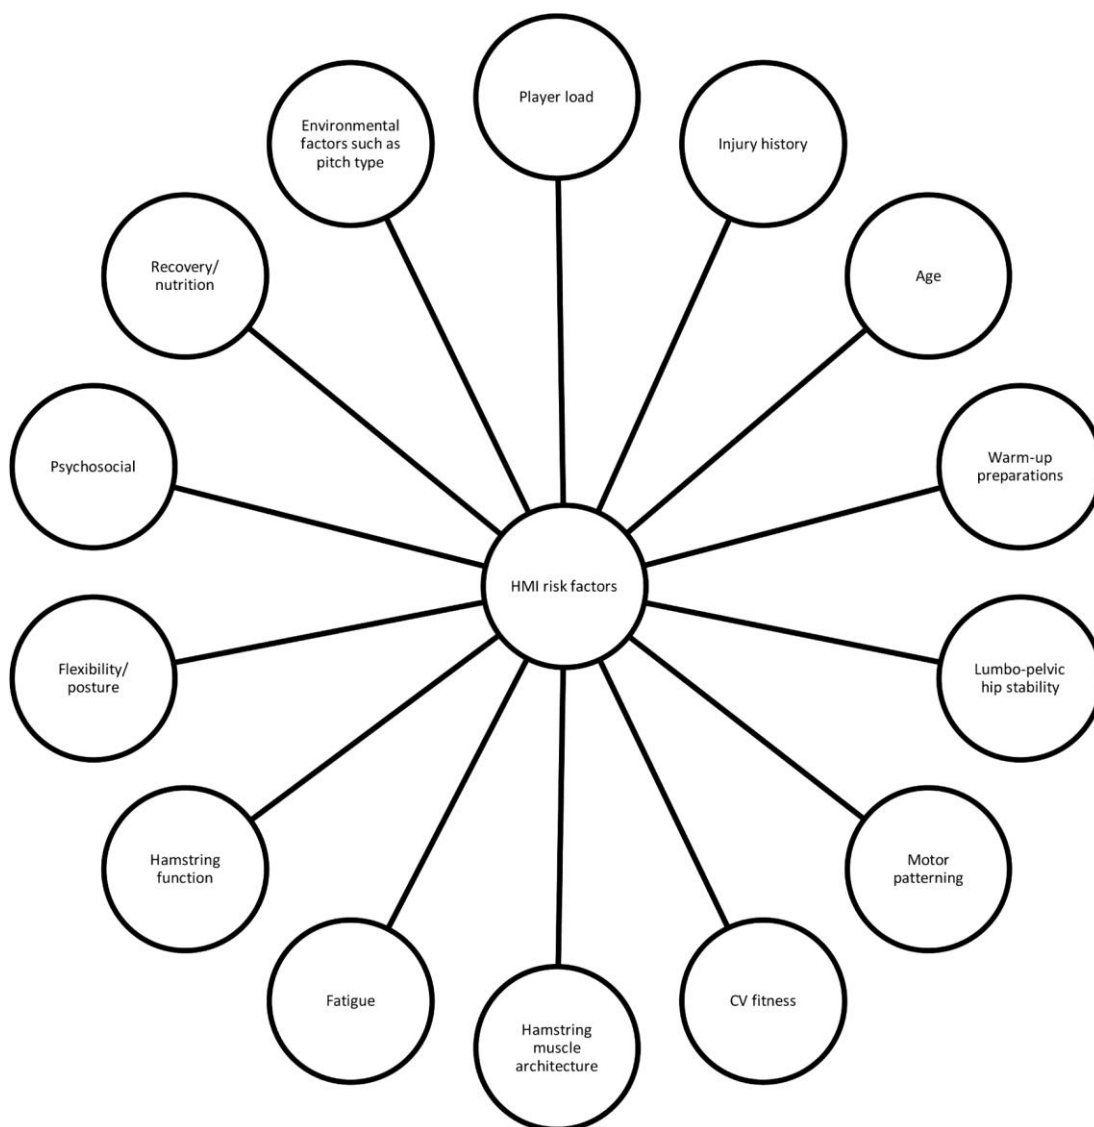 Player load
Injury history
Age
Warm-up
preparations
Lumbo-pelvic
hip stability
Motor
patterning
CV fitness
Hamstring
muscle
architecture
Fatigue
Hamstring
function
Flexibility/
posture
Psychosocial
Recovery/
nutrition
Environmental
factors such as
pitch type
HMI risk factors